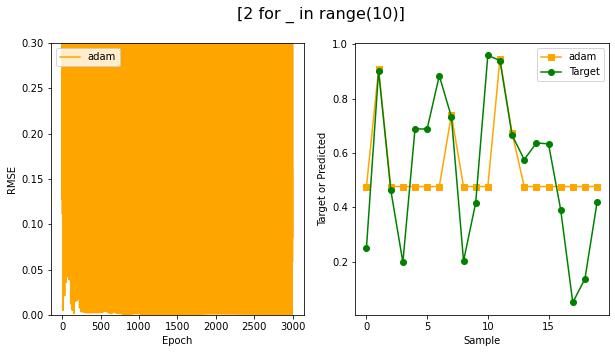 [2 for _ in range(10)]
adam
0.30
0.25
0.20
0.15
0.10
0.05
0.00
RMSE
0 500 1000 1500 2000 2500 3000
Epoch
adam
Target
1.0
0.8
0.6
0.4
0.2
Target or Predicted
0 5 10 15
Sample